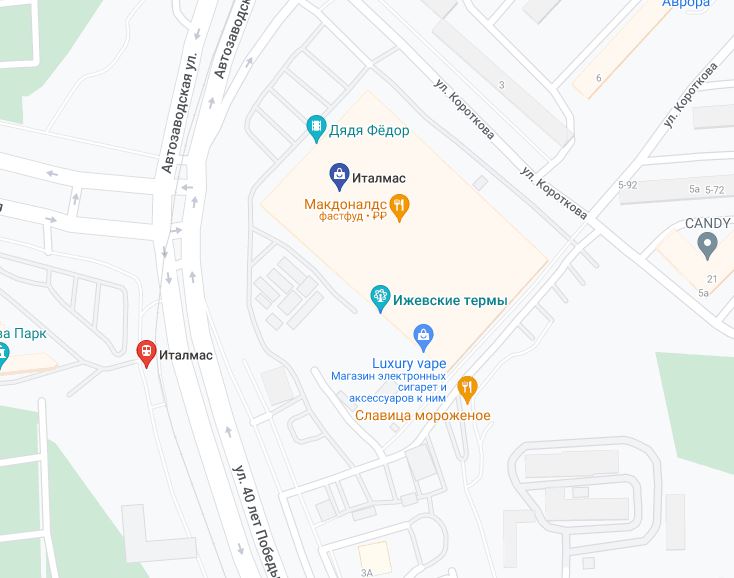 Аврора
Автозаводск
Автозаводская ул.
3
6
ул. Короткова
ул. Короткова
Дядя Фёдор
Италмас
5-92
5а
5-72
ул. Короткова
Макдоналдс
фастфуд • ₽₽
CANDY
21
5а
Ижевские термы
ва Парк
Италмас
Luxury vape
Магазин электронных
сигарет и
аксессуаров к ним
Славица мороженое
ул. 40 лет Победы
3А